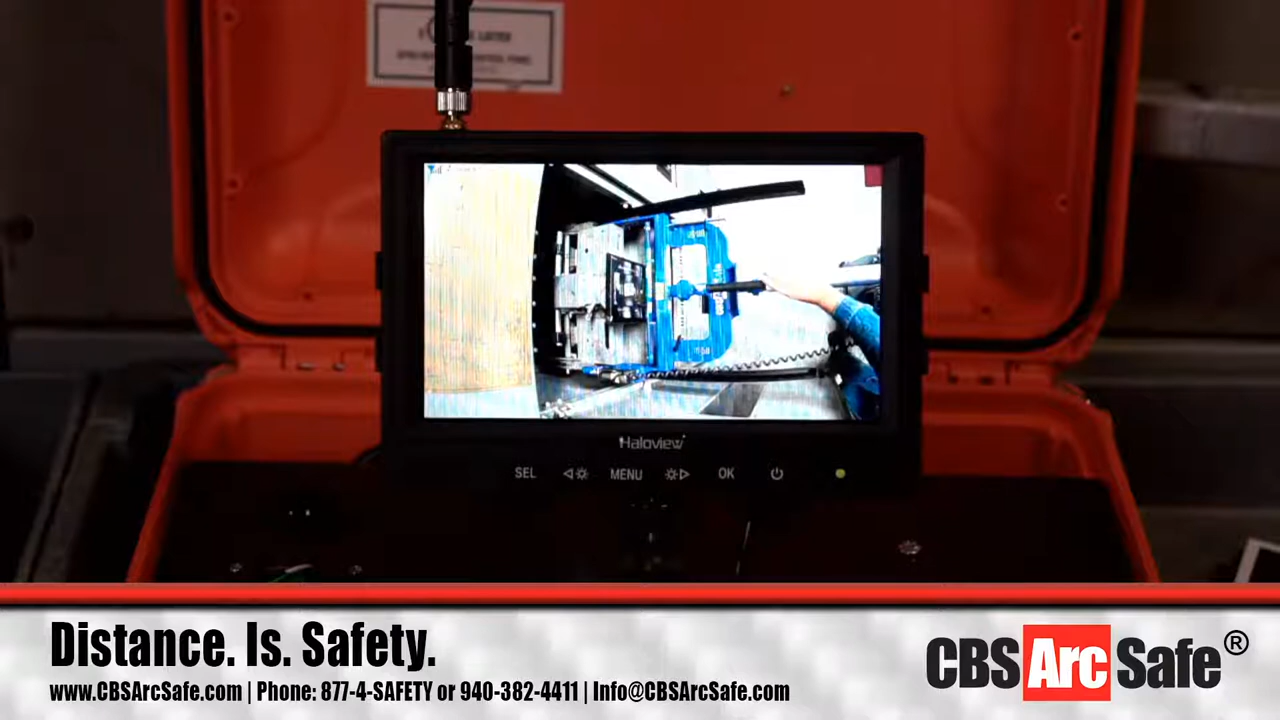 Haloview
SEL MENU OK
Distance. Is. Safety.
www.CBSArcSafe.com | Phone: 877-4-SAFETY or 940-382-4411 | Info@CBSArcSafe.com
CBS Arc Safe®